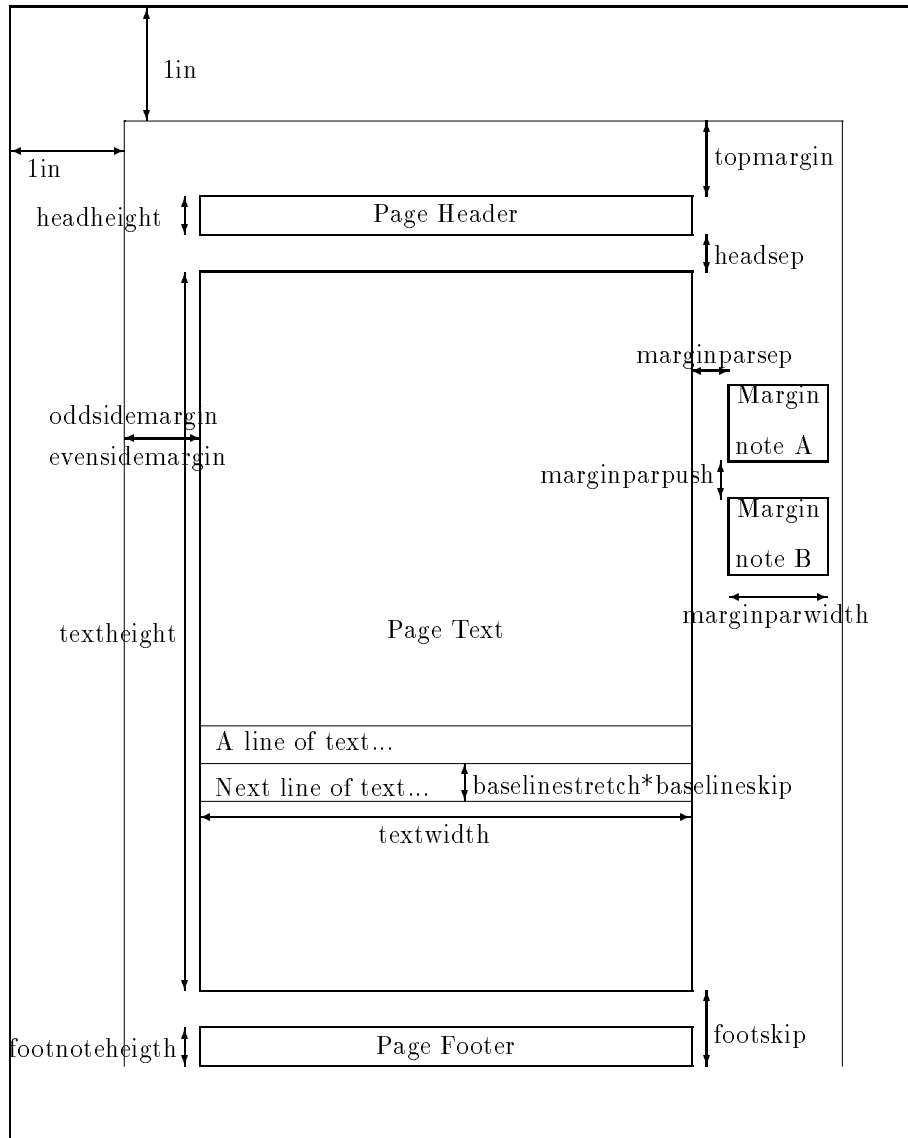 1in
topmargin
1in
headheight
Page Header
headsep
marginparsep
Margin
oddsidemargin
note A
evensidemargin
marginparpush
Margin
note B
marginparwidth
textheight
Page Text
A line of text...
Next line of text...
baselinestretch*baselineskip
textwidth
footskip
footnoteheigth
Page Footer